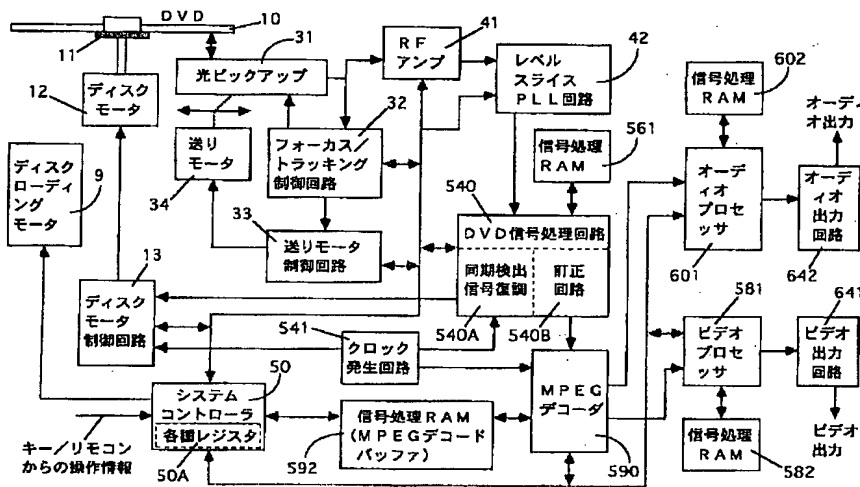 DVD
10
11
31
光ピックアップ
41
RF
アンプ
42
レベル
スライス
PLL回路
602
信号処理
RAM
オーディ
オ出力
12
ディスク
モータ
32
フォーカス/
トラッキング
制御回路
送り
モータ
34
561
信号処理
RAM
9
ディスク
ローディング
モータ
オーデ
ィオプ
ロセッ
サ
601
オーデ
ィオ出力
回路
642
540
DVD信号処理回路
同期検出
信号復調
訂正
回路
540A
540B
33
送りモータ
制御回路
13
ディスク
モータ
制御回路
541
クロック
発生回路
581
ビデオ
プロセ
ッサ
641
ビデオ
出力
回路
50
システム
コントローラ
各国レジスタ
50A
キー/リモコン
からの操作情報
信号処理RAM
(MPEGデコード
バッファ)
592
MPEG
デコーダ
590
信号処理
RAM
582
ビデオ
出力